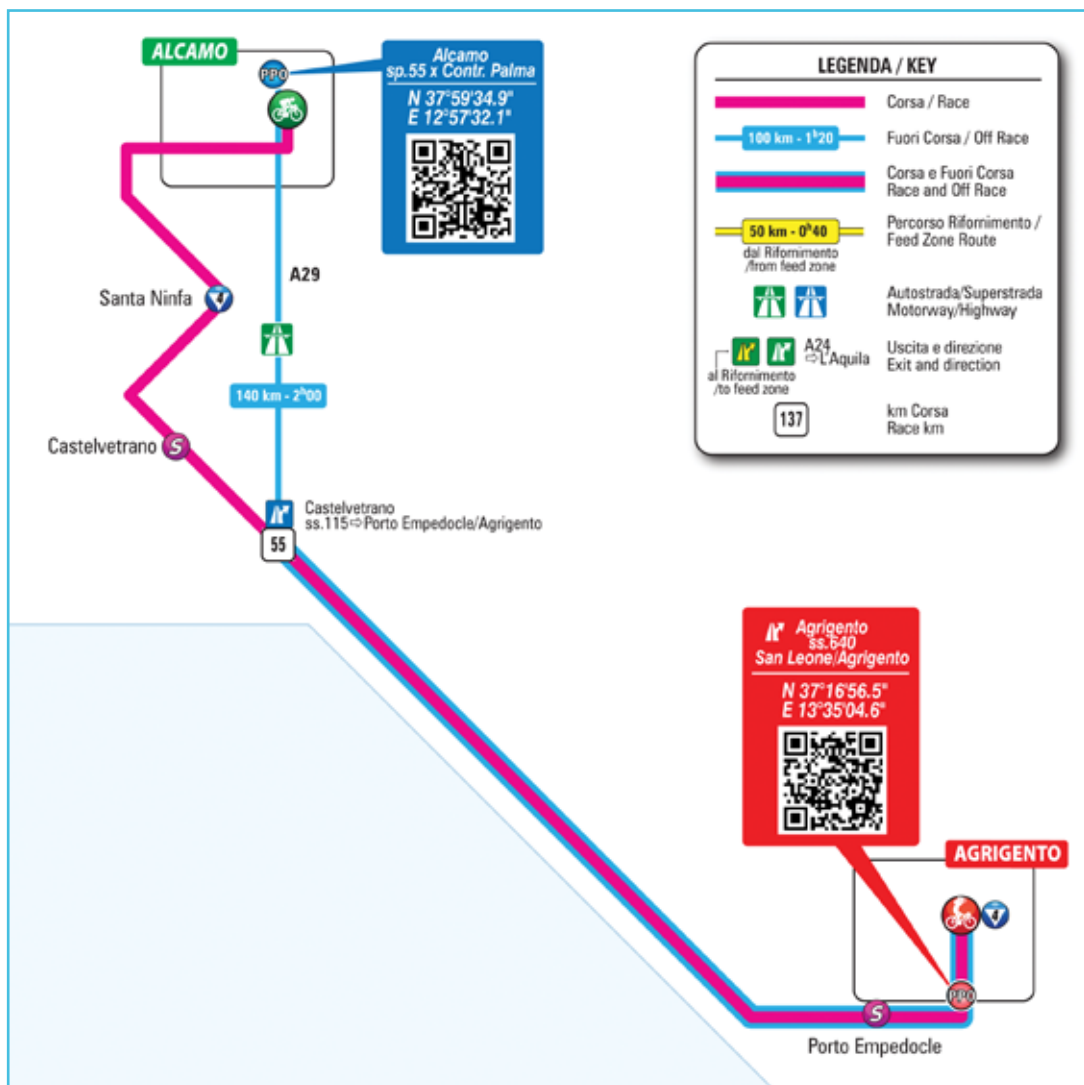 ALCAMO
PPO
Alcamo
sp.55 x Contr. Palma
N 37°59'34.9"
E 12°57'32.1"
LEGENDA / KEY
Corsa / Race
100 km - 1h20
Fuori Corsa / Off Race
Corsa e Fuori Corsa
Race and Off Race
50 km - 0h40
dal Rifornimento
/from feed zone
Percorso Rifornimento /
Feed Zone Route
Autostrada/Superstrada
Motorway/Highway
A24
⇨L'Aquila
al Rifornimento
/to feed zone
Uscita e direzione
Exit and direction
137
km Corsa
Race km
A29
Santa Ninfa
4
140 km - 2h00
Castelvetrano
S
Castelvetrano
ss.115⇨Porto Empedocle/Agrigento
55
Agrigento
ss.640
San Leone/Agrigento
N 37°16'56.5"
E 13°35'04.6"
AGRIGENTO
4
PPO
S
Porto Empedocle